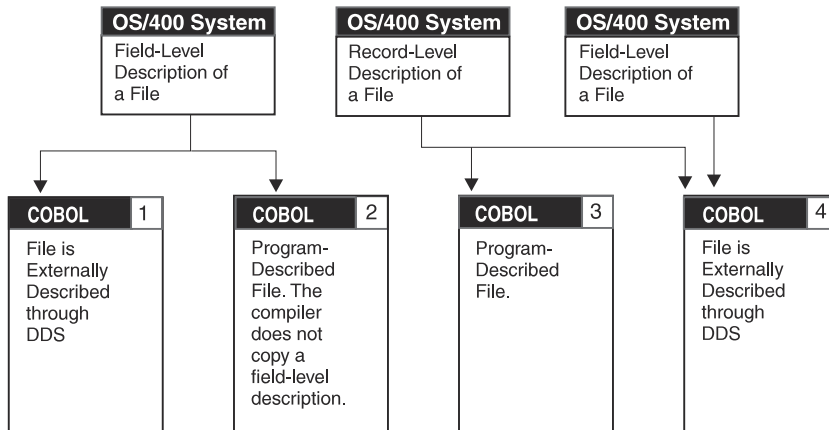 OS/400 System
Field-Level
Description of
a File
OS/400 System
Record-Level
Description of
a File
OS/400 System
Field-Level
Description of
a File
COBOL 1
File is
Externally
Described
through
DDS
COBOL 2
Program-
Described
File. The
compiler
does not
copy a
field-level
description.
COBOL 3
Program-
Described
File.
COBOL 4
File is
Externally
Described
through
DDS